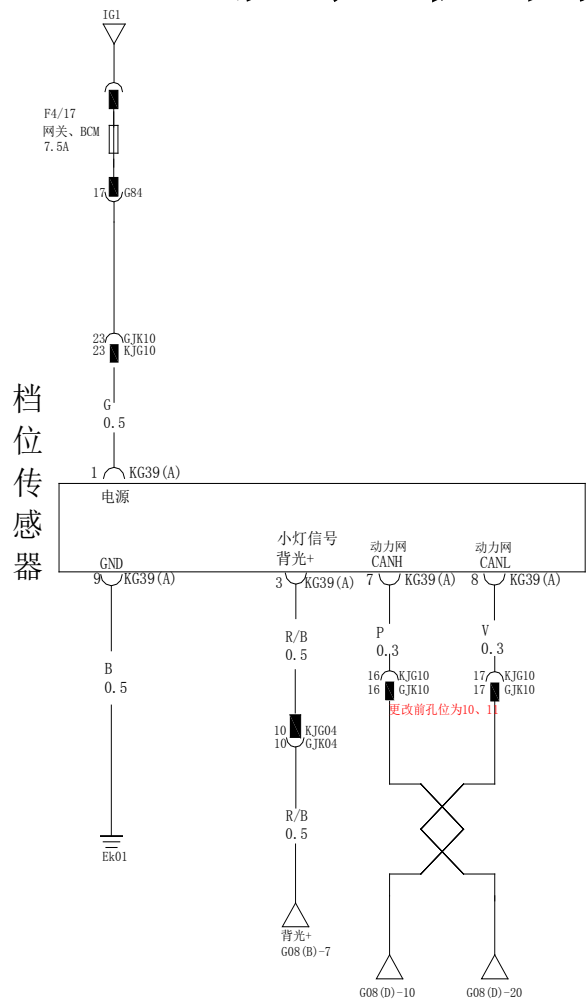 IG1
F4/17
网关、BCM
7.5A
17 G84
23 GJK10
23 KJG10
G
0.5
档位传感器
1 KG39(A)
电源
小灯信号
背光+
动力网
CANH
动力网
CANL
GND
9 KG39(A)
3 KG39(A)
7 KG39(A)
8 KG39(A)
B
0.5
R/B
0.5
P
0.3
V
0.3
16 KJG10
16 GJK10
17 KJG10
17 GJK10
更改前孔位为10、11
10 KJG04
10 GJK04
R/B
0.5
Ek01
背光+
G08(B)-7
G08(D)-10
G08(D)-20